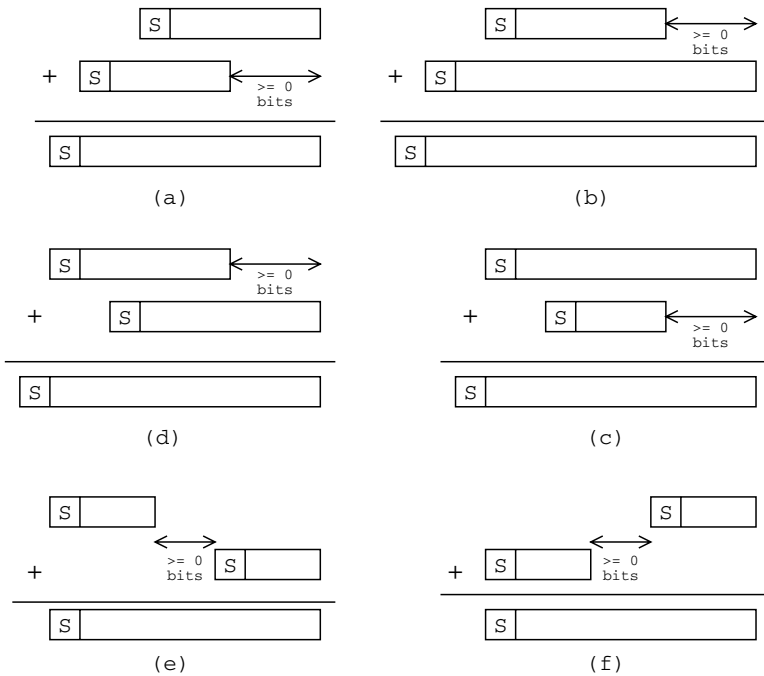 S
>= 0
bits
+ S
S
(a)
S
>= 0
bits
+ S
S
(b)
S
>= 0
bits
+ S
S
(d)
S
+ S
>= 0
bits
S
(c)
S
>= 0
bits
+ S
S
(e)
S
>= 0
bits
+ S
S
(f)